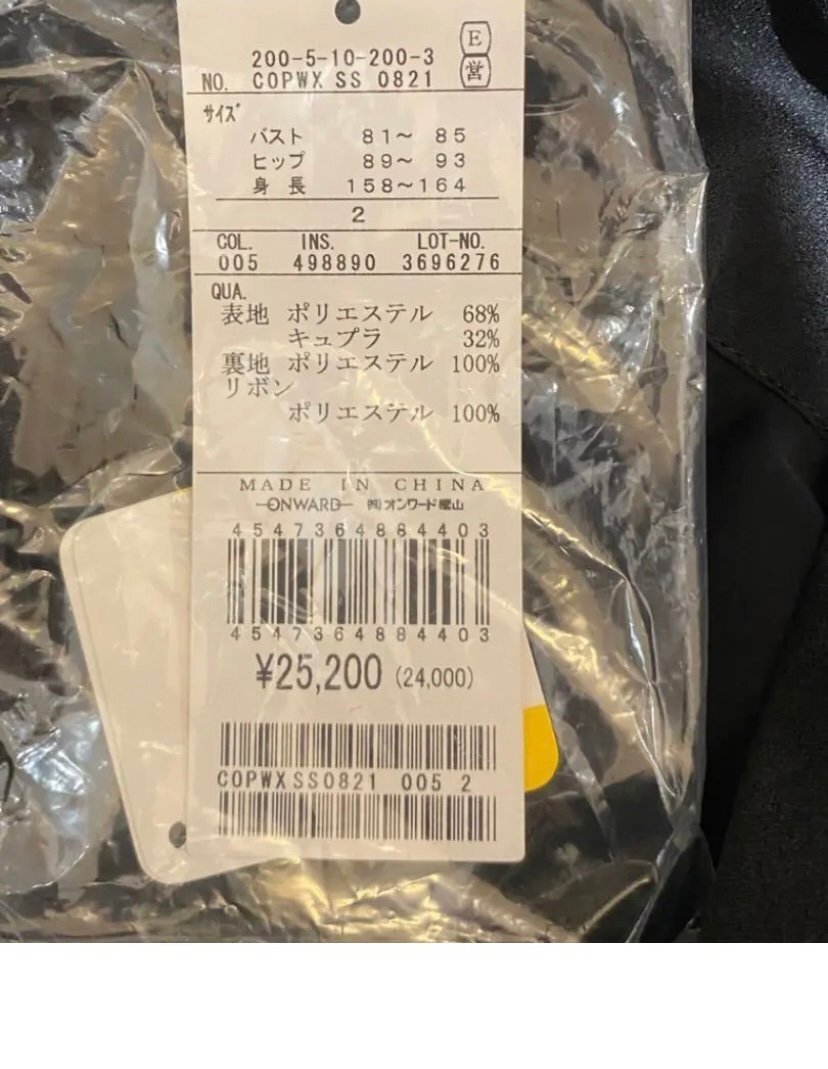 200-5-10-200-3 E
NO. COPWX SS 0821 営
サイズ
バスト 81～ 85
ヒップ 89～ 93
身長 158～164
2
COL. INS. LOT-NO.
005 498890 3696276
QUA.
表地 ポリエステル 68%
キュプラ 32%
裏地 ポリエステル 100%
リボン
ポリエステル 100%
MADE IN CHINA
ONWARD ㈱オンワード樫山
4547364884403
4547364884403
¥25,200 (24,000)
COPWXSS0821 005 2